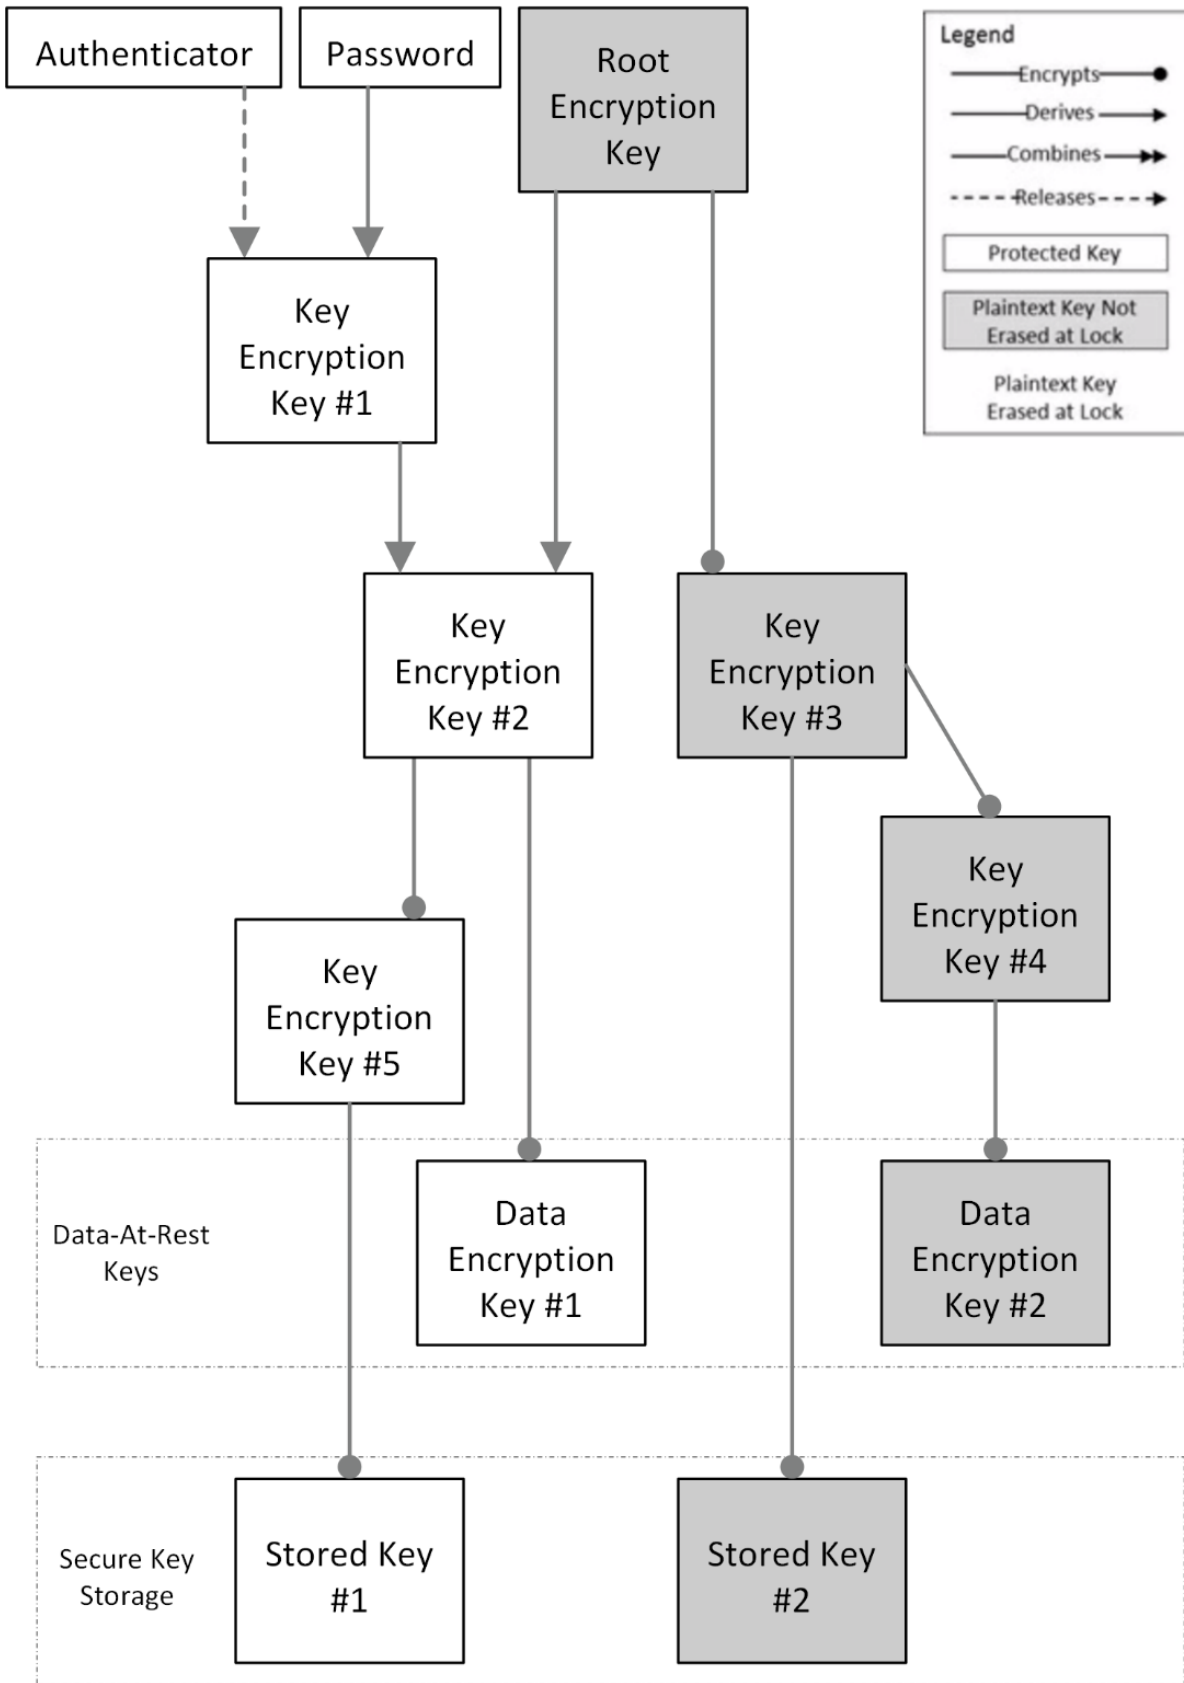 Authenticator
Password
Root
Encryption
Key
Legend
Encrypts
Derives
Combines
Releases
Protected Key
Plaintext Key Not
Erased at Lock
Plaintext Key
Erased at Lock
Key
Encryption
Key #1
Key
Encryption
Key #2
Key
Encryption
Key #3
Key
Encryption
Key #4
Key
Encryption
Key #5
Data-At-Rest
Keys
Data
Encryption
Key #1
Data
Encryption
Key #2
Secure Key
Storage
Stored Key
#1
Stored Key
#2